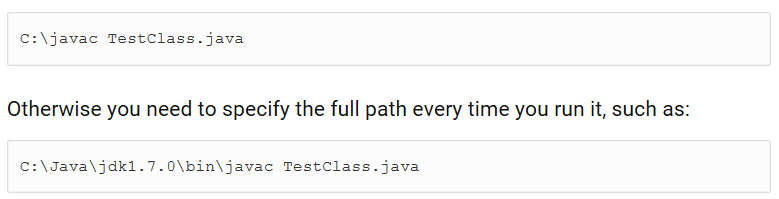 C:\javac TestClass.java
Otherwise you need to specify the full path every time you run it, such as:
C:\Java\jdk1.7.0\bin\javac TestClass.java